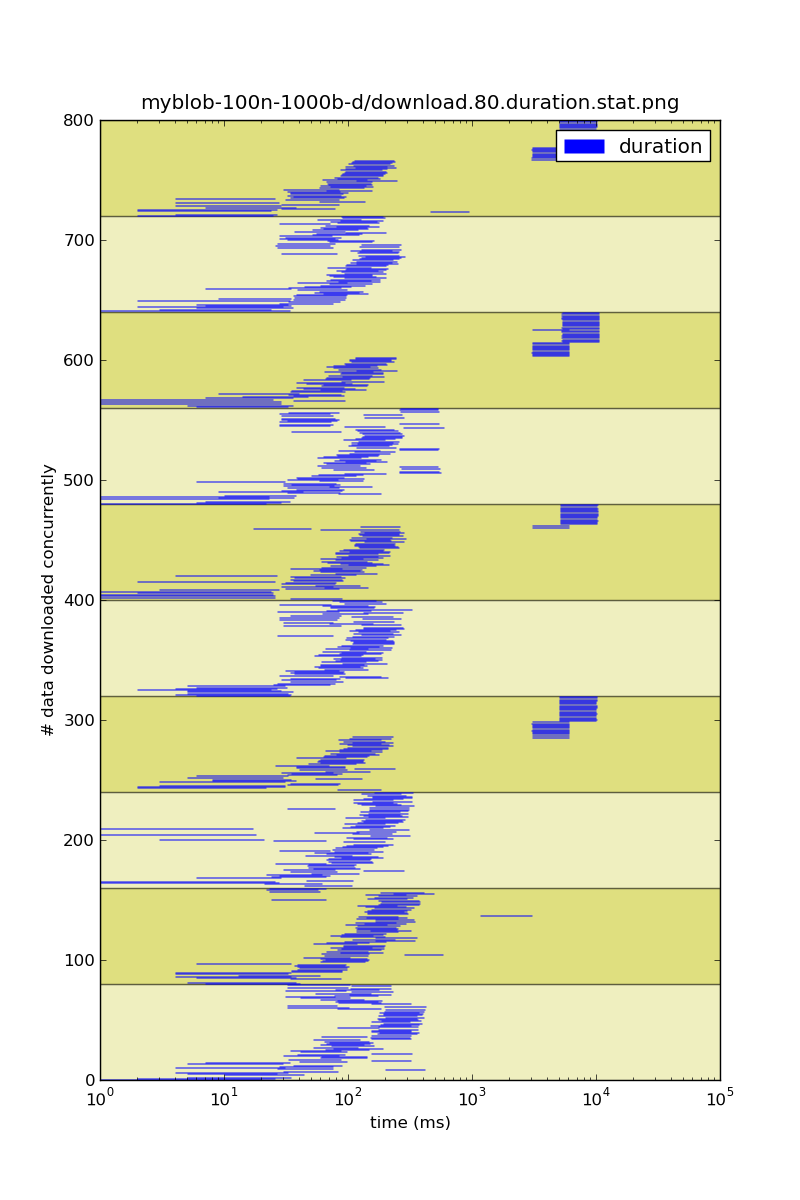 myblob-100n-1000b-d/download.80.duration.stat.png
duration
800
700
600
500
400
300
200
100
0
# data downloaded concurrently
10^0 10^1 10^2 10^3 10^4 10^5
time (ms)